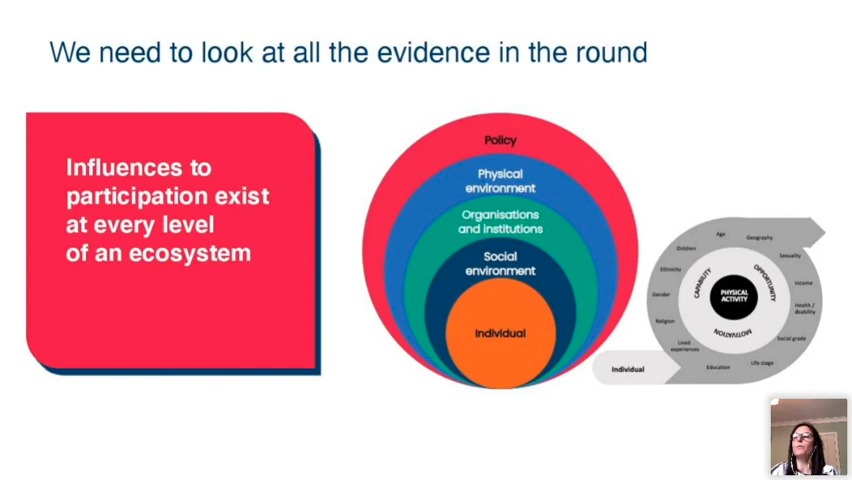 We need to look at all the evidence in the round
Influences to
participation exist
at every level
of an ecosystem
Policy
Physical
environment
Organisations
and institutions
Social
environment
Individual
Individual
Age
Geography
Sexuality
Income
Health /
disability
Social grade
Life stage
Education
Lived
experiences
Religion
Gender
Ethnicity
Children
CAPABILITY
OPPORTUNITY
MOTIVATION
PHYSICAL
ACTIVITY